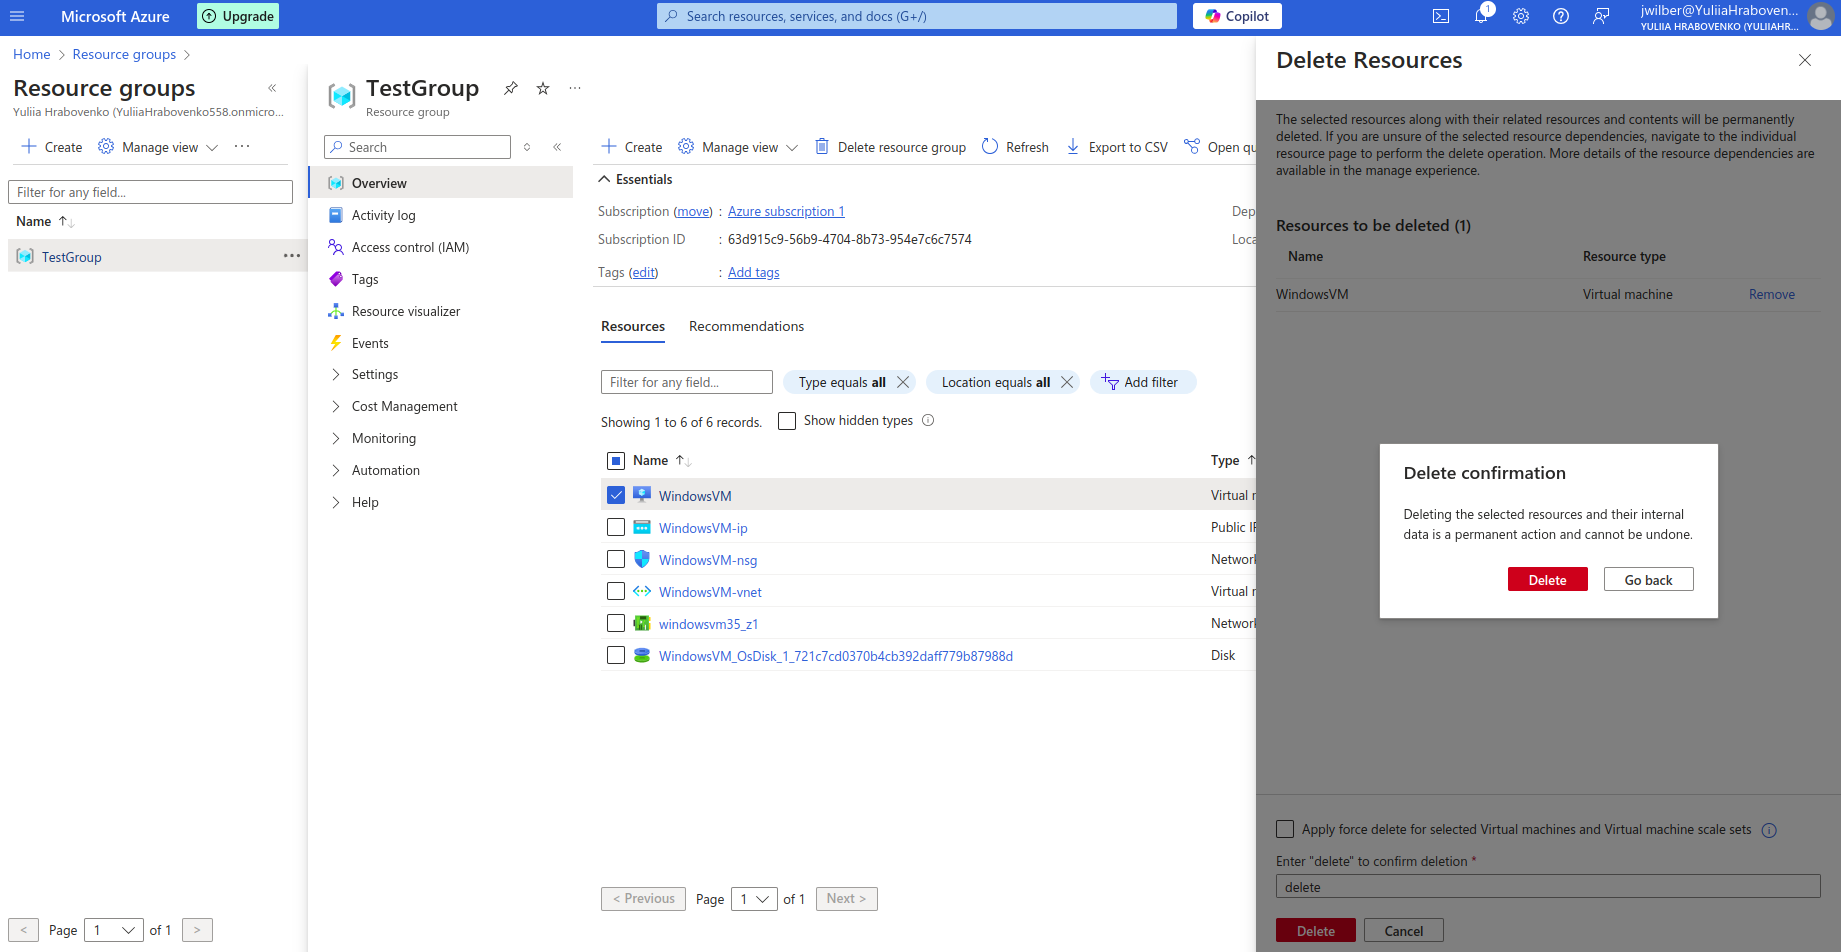 Microsoft Azure
Upgrade
Search resources, services, and docs (G+/)
Copilot
1
jwilber@YuliiaHraboven...
YULIIA HRABOVENKO (YULIIAHR...
Home
Resource groups
Resource groups
Yuliia Hrabovenko (YuliiaHrabovenko558.onmicro...
Create
Manage view
Filter for any field...
Name
TestGroup
< Page 1 of 1 >
TestGroup
Resource group
Search
Overview
Activity log
Access control (IAM)
Tags
Resource visualizer
Events
Settings
Cost Management
Monitoring
Automation
Help
Create
Manage view
Delete resource group
Refresh
Export to CSV
Open qu
Essentials
Subscription (move) : Azure subscription 1
Dep
Subscription ID : 63d915c9-56b9-4704-8b73-954e7c6c7574
Loca
Tags (edit) : Add tags
Resources
Recommendations
Filter for any field...
Type equals all
Location equals all
Add filter
Showing 1 to 6 of 6 records.
Show hidden types
Name
Type
WindowsVM
Virtual r
WindowsVM-ip
Public IF
WindowsVM-nsg
Network
WindowsVM-vnet
Virtual r
windowsvm35_z1
Network
WindowsVM_OsDisk_1_721c7cd0370b4cb392daff779b87988d
Disk
< Previous Page 1 of 1 Next >
Delete Resources
The selected resources along with their related resources and contents will be permanently
deleted. If you are unsure of the selected resource dependencies, navigate to the individual
resource page to perform the delete operation. More details of the resource dependencies are
available in the manage experience.
Resources to be deleted (1)
Name
Resource type
WindowsVM
Virtual machine
Remove
Delete confirmation
Deleting the selected resources and their internal
data is a permanent action and cannot be undone.
Delete
Go back
Apply force delete for selected Virtual machines and Virtual machine scale sets
Enter "delete" to confirm deletion *
delete
Delete
Cancel